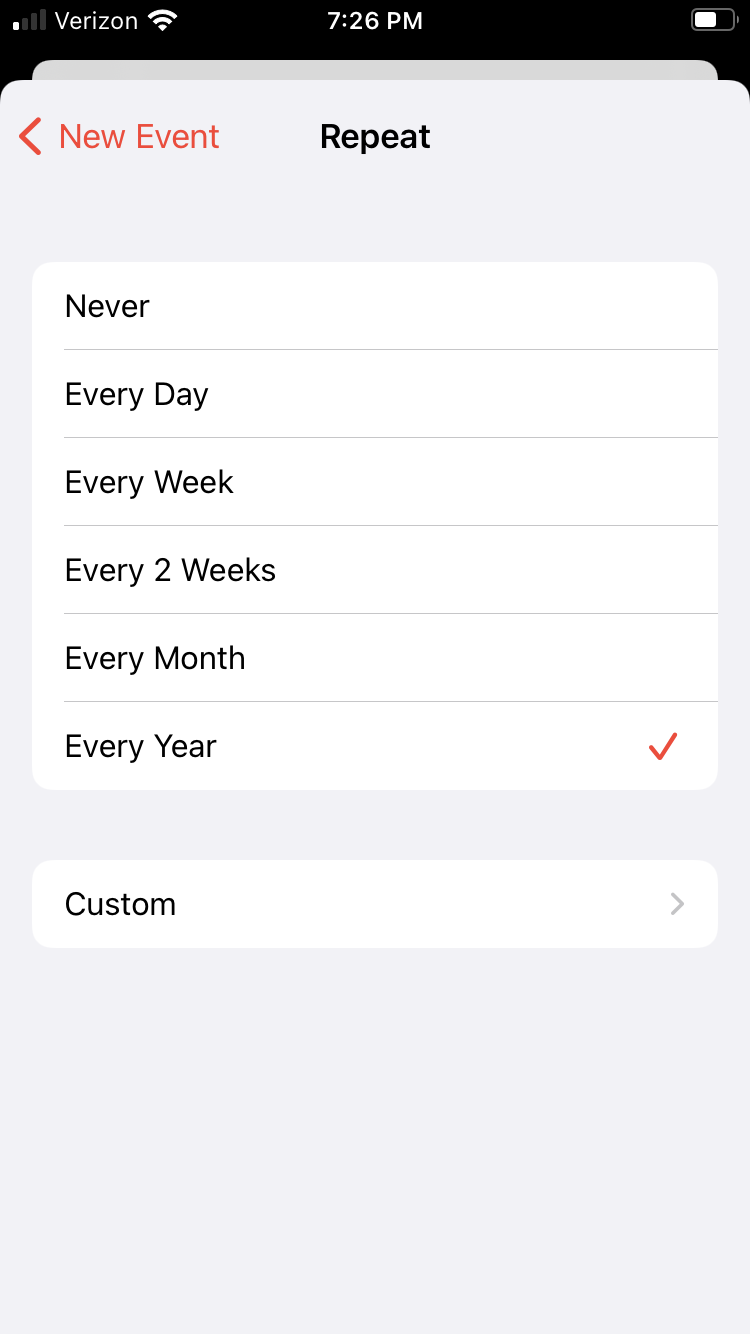 Verizon 7:26 PM
New Event Repeat
Never
Every Day
Every Week
Every 2 Weeks
Every Month
Every Year
Custom